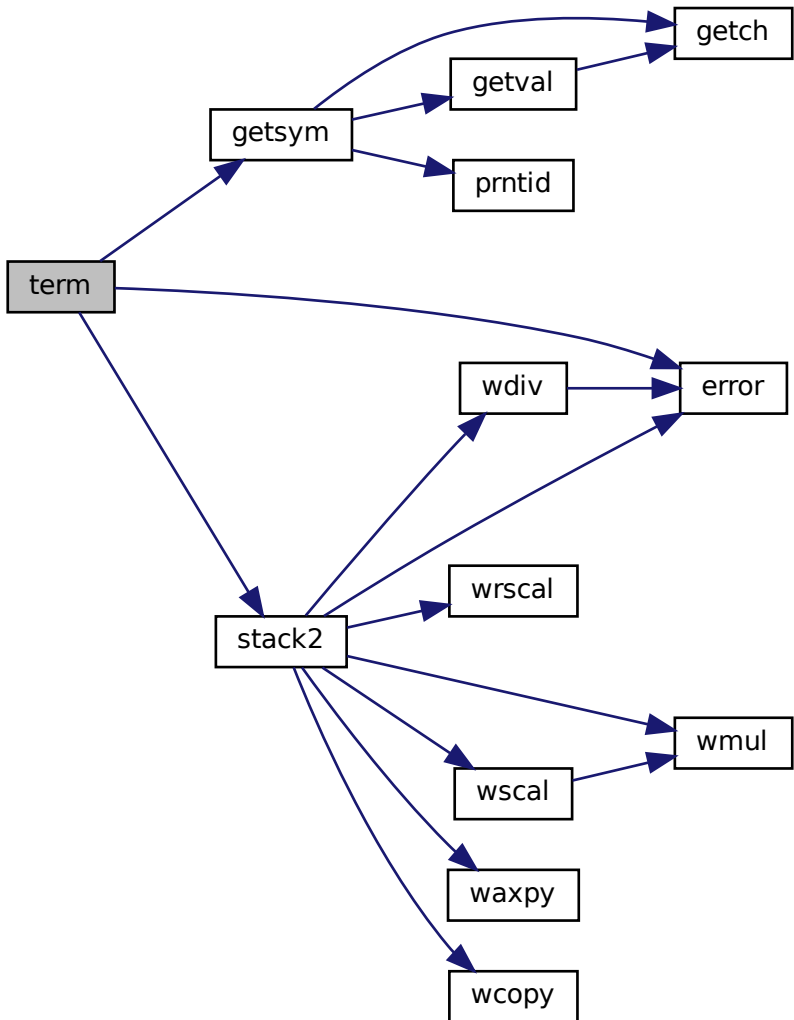 getch
getval
getsym
prntid
term
wdiv
error
wrscal
stack2
wmul
wscal
waxpy
wcopy